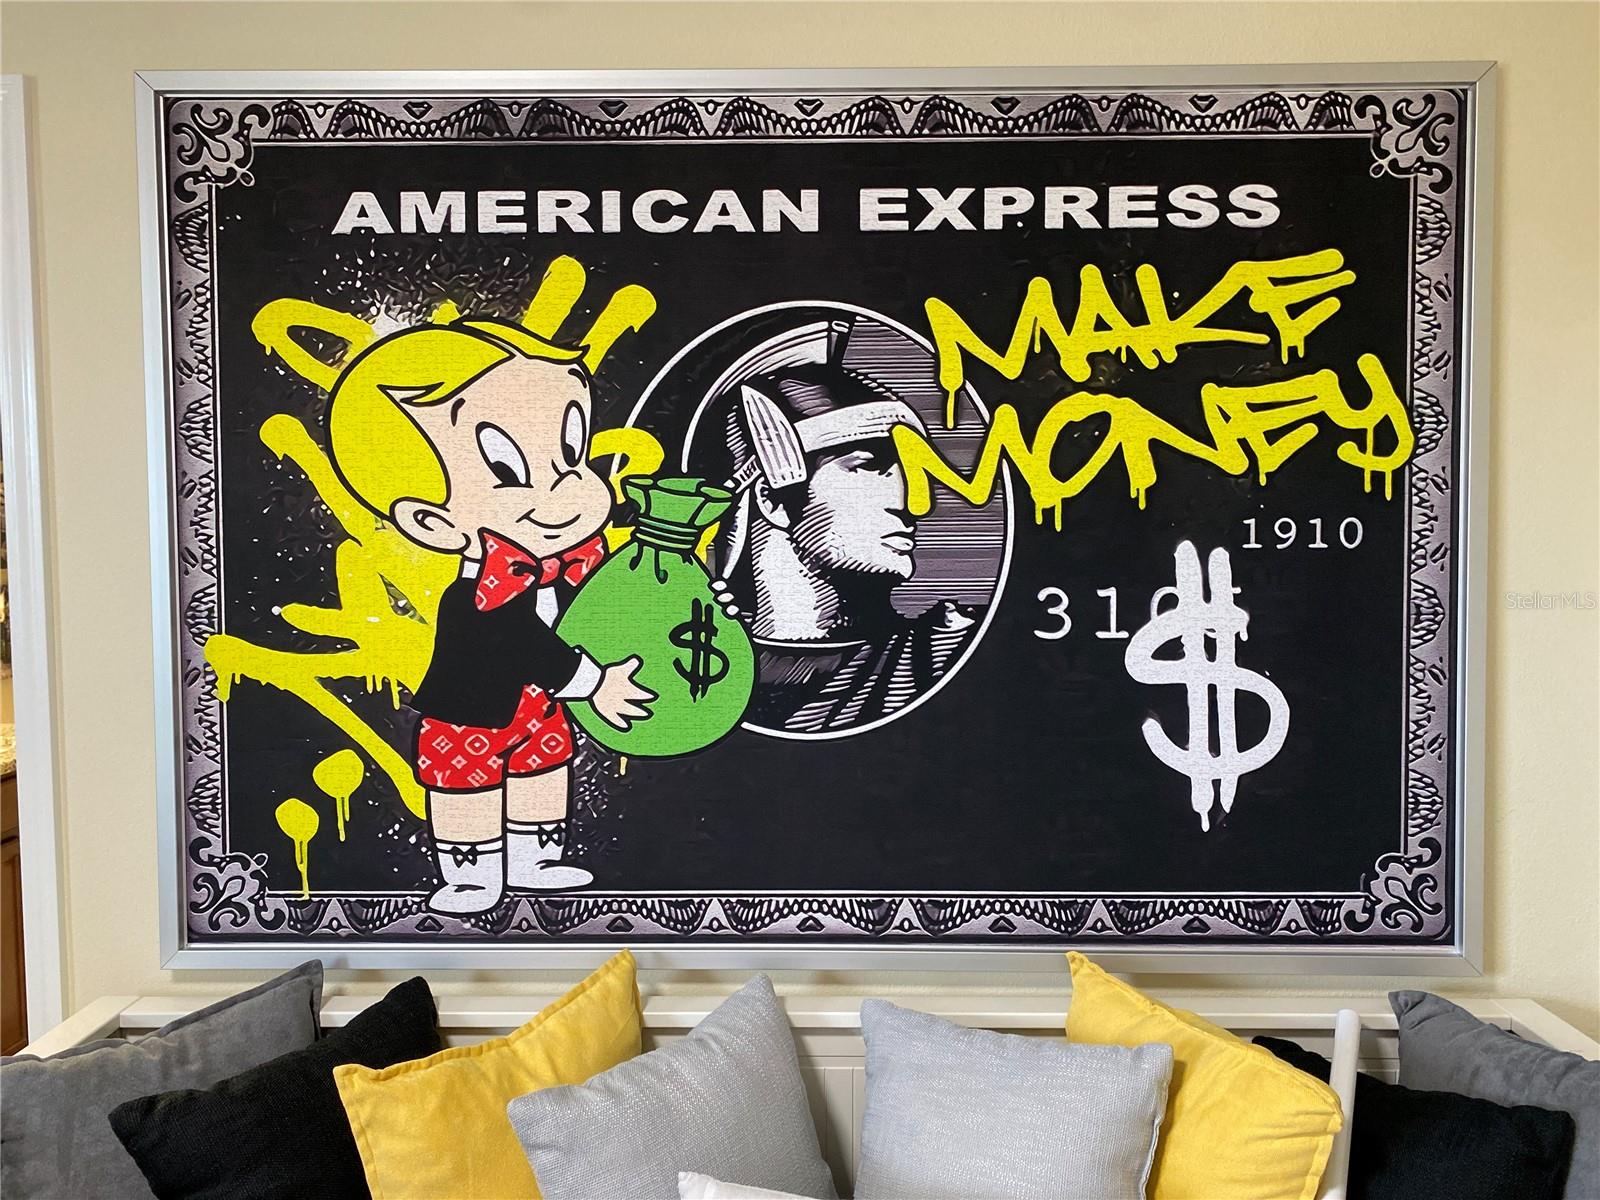 AMERICAN EXPRESS
MAKE
MONEY
1910
31
$
$
StellarMLS